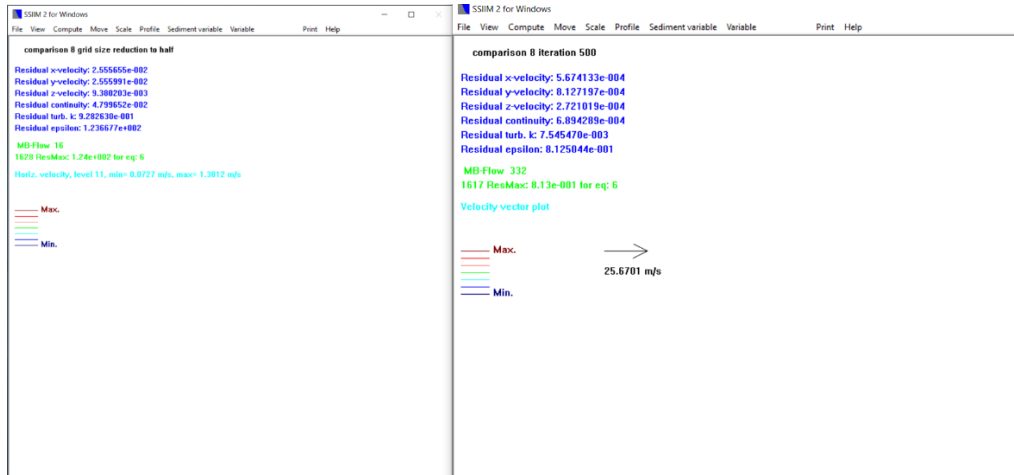 SSIIM 2 for Windows
File View Compute Move Scale Profile Sediment variable Variable Print Help
comparison 8 grid size reduction to half
Residual x-velocity: 2.555655e-002
Residual y-velocity: 2.555991e-002
Residual z-velocity: 9.380203e-003
Residual continuity: 4.799652e-002
Residual turb. k: 9.282630e-001
Residual epsilon: 1.236677e+002
MB-Flow 16
1628 ResMax: 1.24e+002 for eq: 6
Horiz. velocity, level 11, min= 0.0727 m/s, max= 1.3812 m/s
Max.
Min.
SSIIM 2 for Windows
File View Compute Move Scale Profile Sediment variable Variable Print Help
comparison 8 iteration 500
Residual x-velocity: 5.674133e-004
Residual y-velocity: 8.127197e-004
Residual z-velocity: 2.721019e-004
Residual continuity: 6.894289e-004
Residual turb. k: 7.545470e-003
Residual epsilon: 8.125044e-001
MB-Flow 332
1617 ResMax: 8.13e-001 for eq: 6
Velocity-vector plot
Max.
25.6701 m/s
Min.